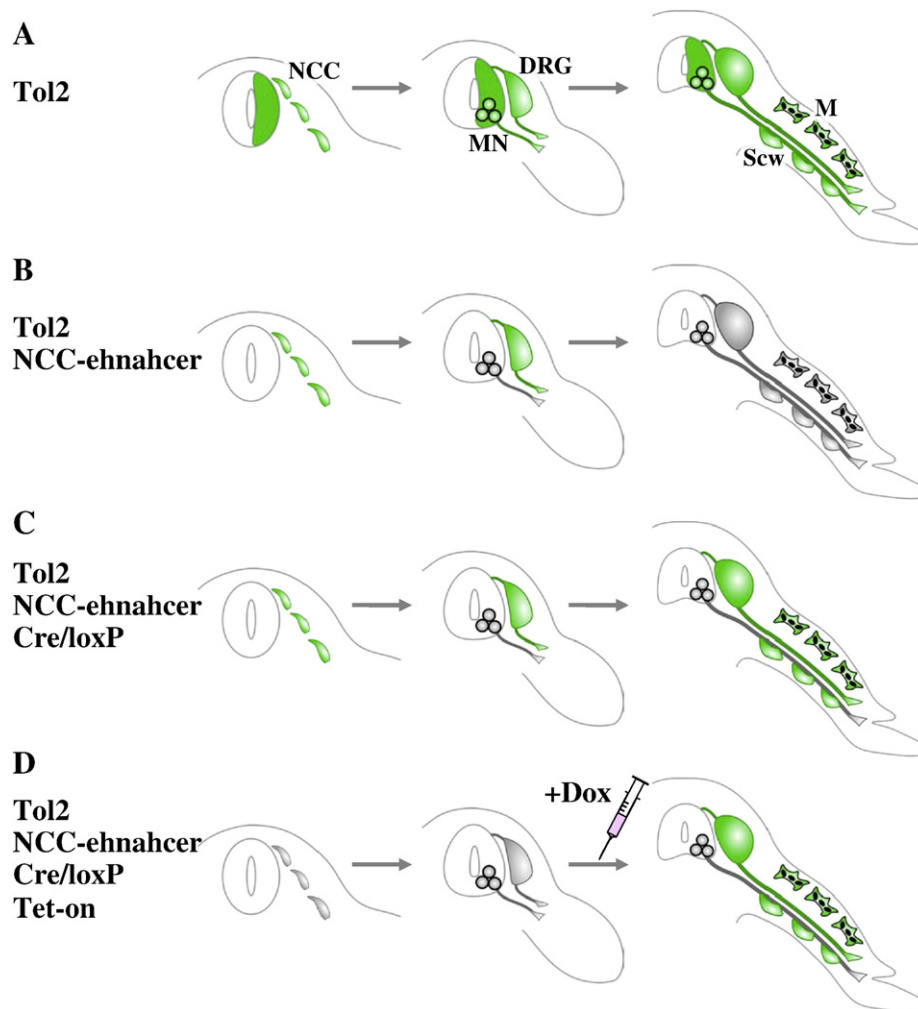 A
Tol2
NCC
MN
DRG
Scw
M
B
Tol2
NCC-ehnahcer
C
Tol2
NCC-ehnahcer
Cre/loxP
D
Tol2
NCC-ehnahcer
Cre/loxP
Tet-on
+Dox